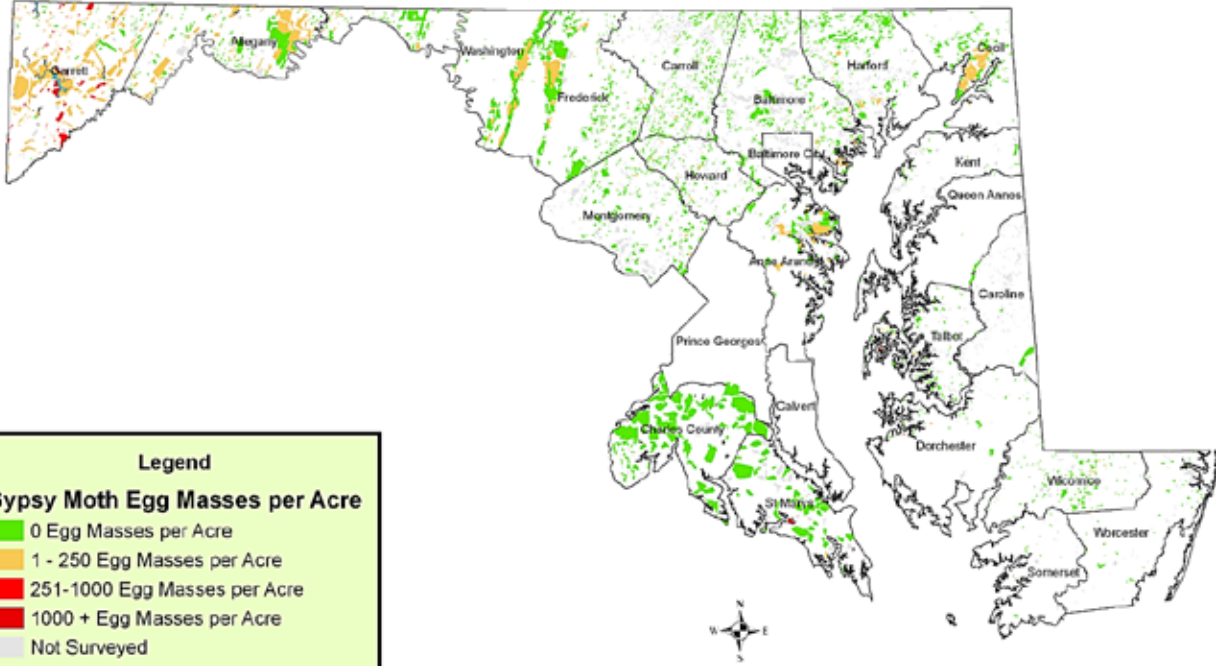 Garrett
Allegany
Washington
Frederick
Carroll
Baltimore
Harford
Cecil
Baltimore City
Kent
Howard
Queen Annes
Montgomery
Anne Arundel
Caroline
Talbot
Prince Georges
Calvert
Charles County
Dorchester
St Marys
Wicomico
Worcester
Somerset
N
W E
S
Legend
ypsy Moth Egg Masses per Acre
0 Egg Masses per Acre
1 - 250 Egg Masses per Acre
251-1000 Egg Masses per Acre
1000 + Egg Masses per Acre
Not Surveyed